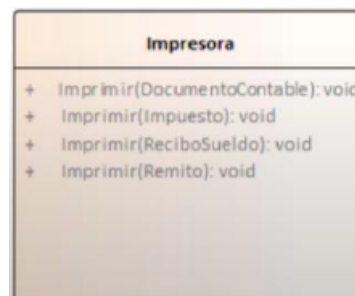 Impresora
+ Imprimir(DocumentoContable): void
+ Imprimir(Impuesto): void
+ Imprimir(ReciboSueldo): void
+ Imprimir(Remito): void